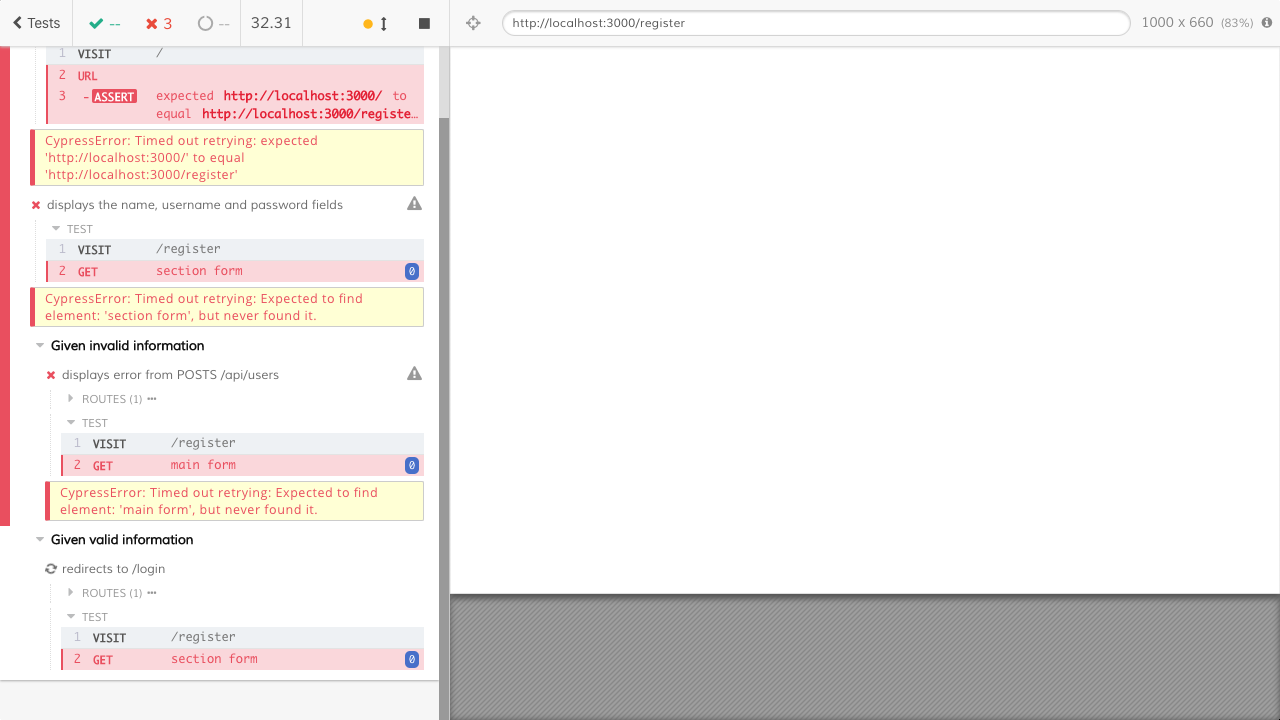 Tests -- 3 -- 32.31 http://localhost:3000/register 1000 x 660 (83%)
1 VISIT /
2 URL
3 -ASSERT expected http://localhost:3000/ to
equal http://localhost:3000/registe…
CypressError: Timed out retrying: expected
'http://localhost:3000/' to equal
'http://localhost:3000/register'
displays the name, username and password fields
TEST
1 VISIT /register
2 GET section form 0
CypressError: Timed out retrying: Expected to find
element: 'section form', but never found it.
Given invalid information
displays error from POSTS /api/users
ROUTES (1) •••
TEST
1 VISIT /register
2 GET main form 0
CypressError: Timed out retrying: Expected to find
element: 'main form', but never found it.
Given valid information
redirects to /login
ROUTES (1) •••
TEST
1 VISIT /register
2 GET section form 0